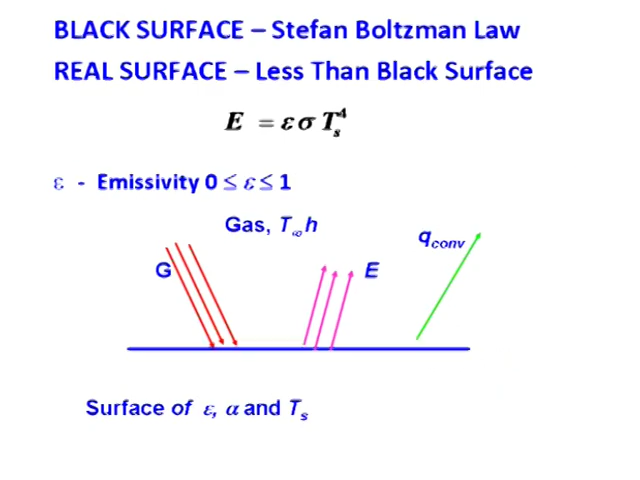 BLACK SURFACE – Stefan Boltzman Law
REAL SURFACE – Less Than Black Surface
E = ε σ T_s^4
ε - Emissivity 0 ≤ ε ≤ 1
Gas, T∞ h
q_conv
G
E
Surface of ε, α and T_s